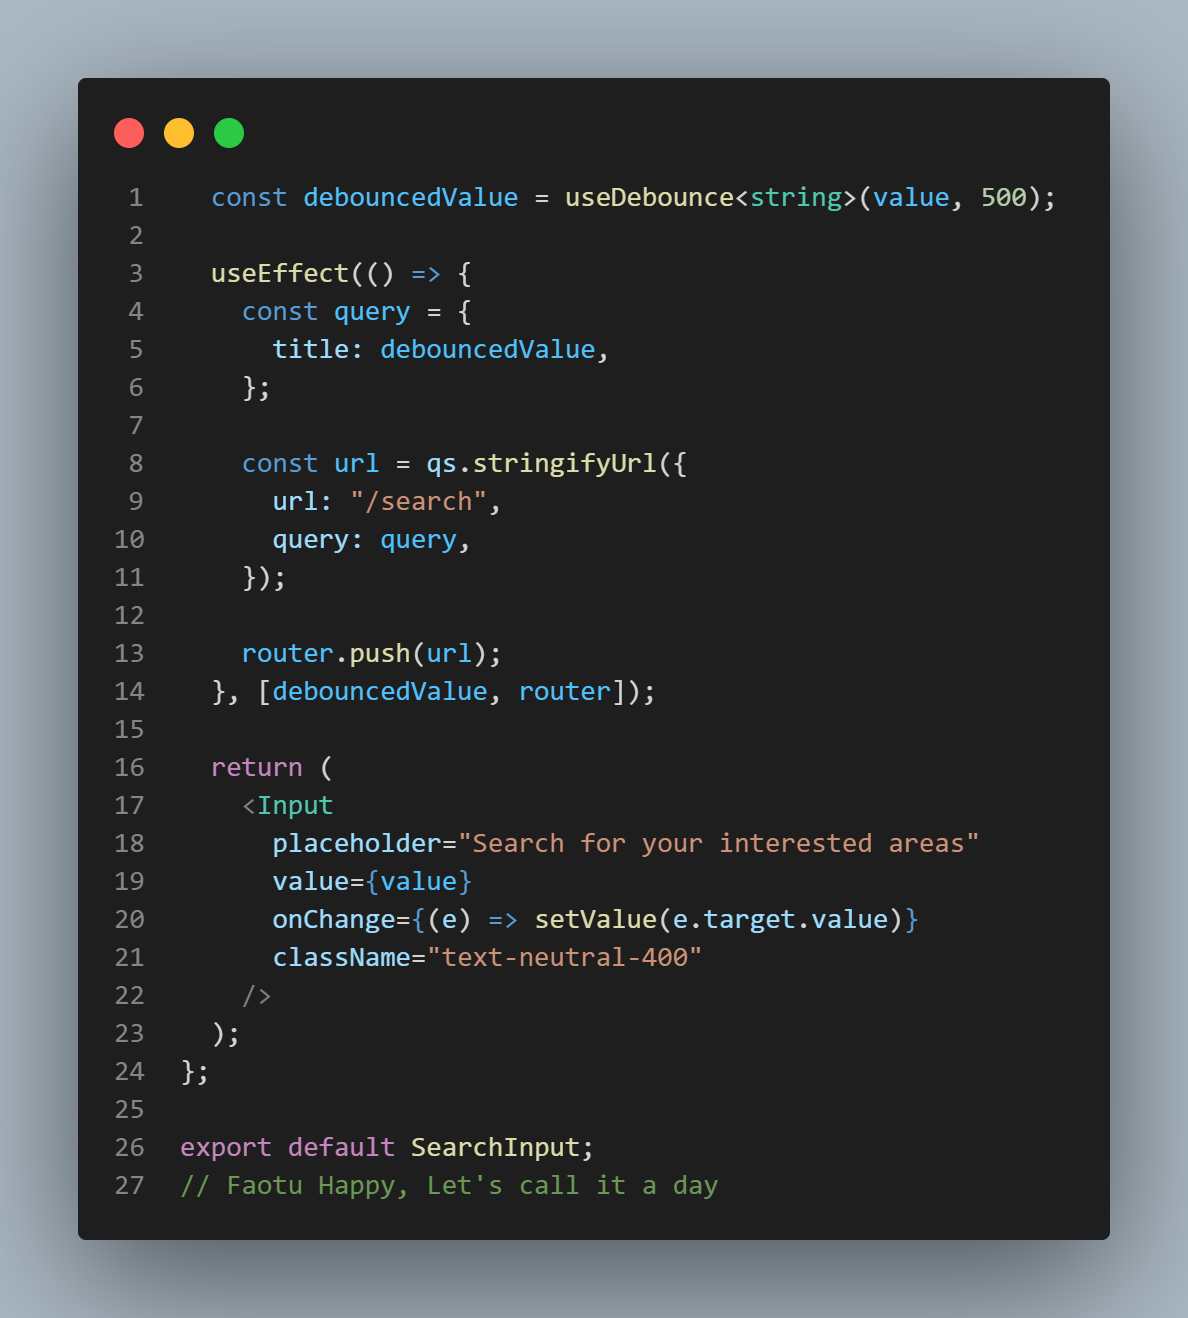 1 const debouncedValue = useDebounce<string>(value, 500);
2
3 useEffect(() => {
4 const query = {
5 title: debouncedValue,
6 };
7
8 const url = qs.stringifyUrl({
9 url: "/search",
10 query: query,
11 });
12
13 router.push(url);
14 }, [debouncedValue, router]);
15
16 return (
17 <Input
18 placeholder="Search for your interested areas"
19 value={value}
20 onChange={(e) => setValue(e.target.value)}
21 className="text-neutral-400"
22 />
23 );
24 };
25
26 export default SearchInput;
27 // Faotu Happy, Let's call it a day